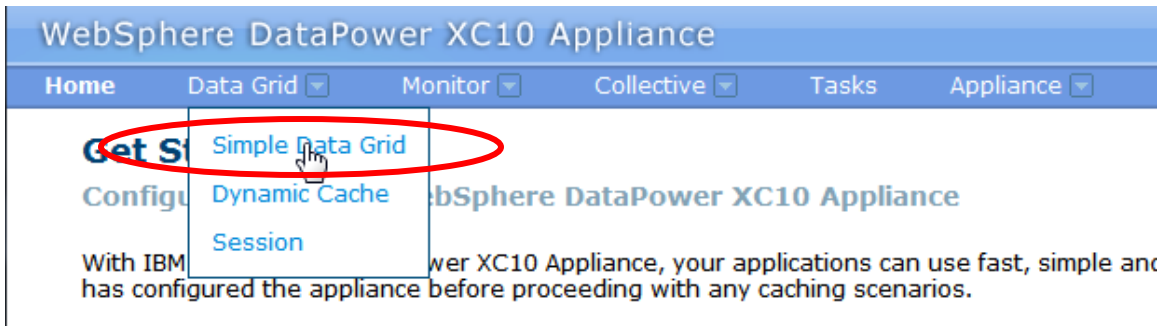 WebSphere DataPower XC10 Appliance
Home Data Grid Monitor Collective Tasks Appliance
Simple Data Grid
Dynamic Cache
Session
Get
Configu bSphere DataPower XC10 Appliance
With IBM wer XC10 Appliance, your applications can use fast, simple and
has configured the appliance before proceeding with any caching scenarios.